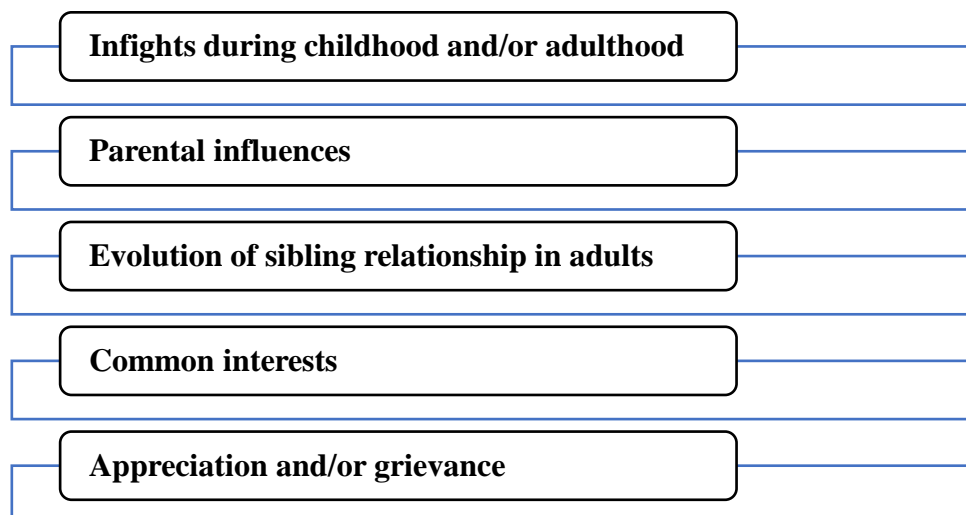 Infights during childhood and/or adulthood
Parental influences
Evolution of sibling relationship in adults
Common interests
Appreciation and/or grievance